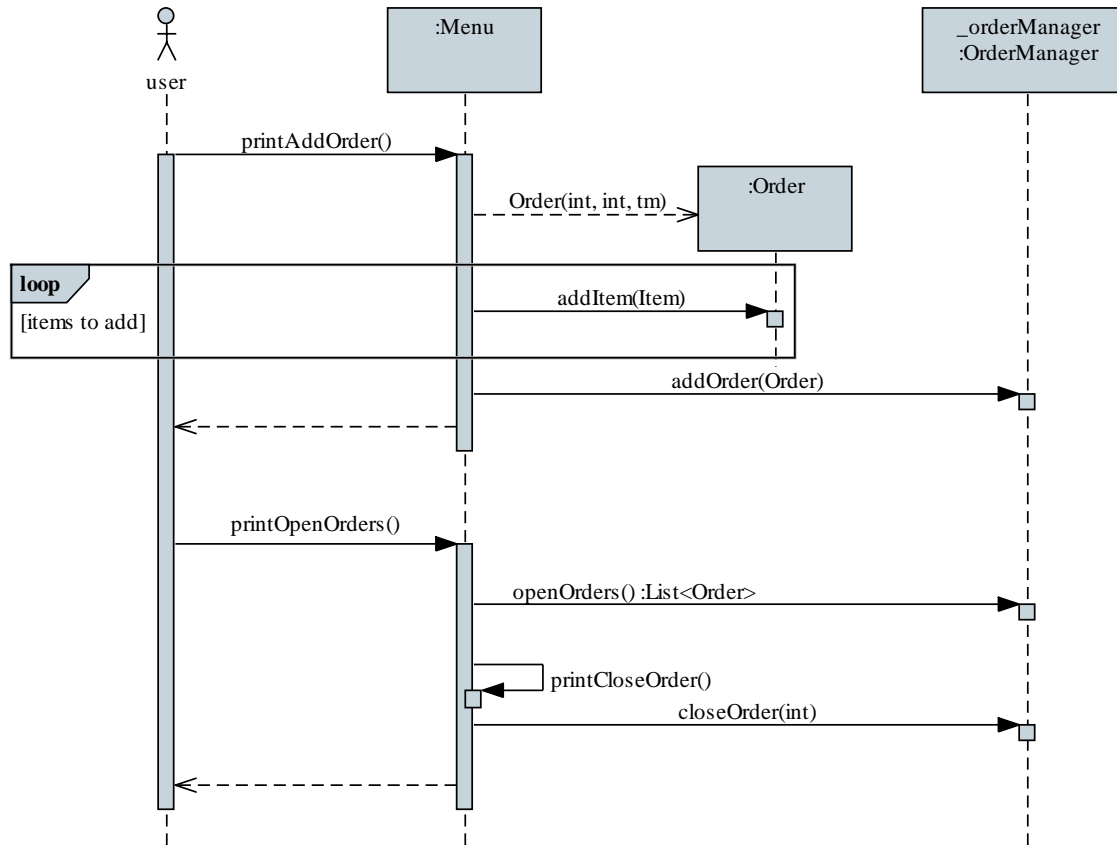 :Menu
_orderManager
:OrderManager
user
printAddOrder()
:Order
Order(int, int, tm)
loop
addItem(Item)
[items to add]
addOrder(Order)
printOpenOrders()
openOrders() :List<Order>
printCloseOrder()
closeOrder(int)